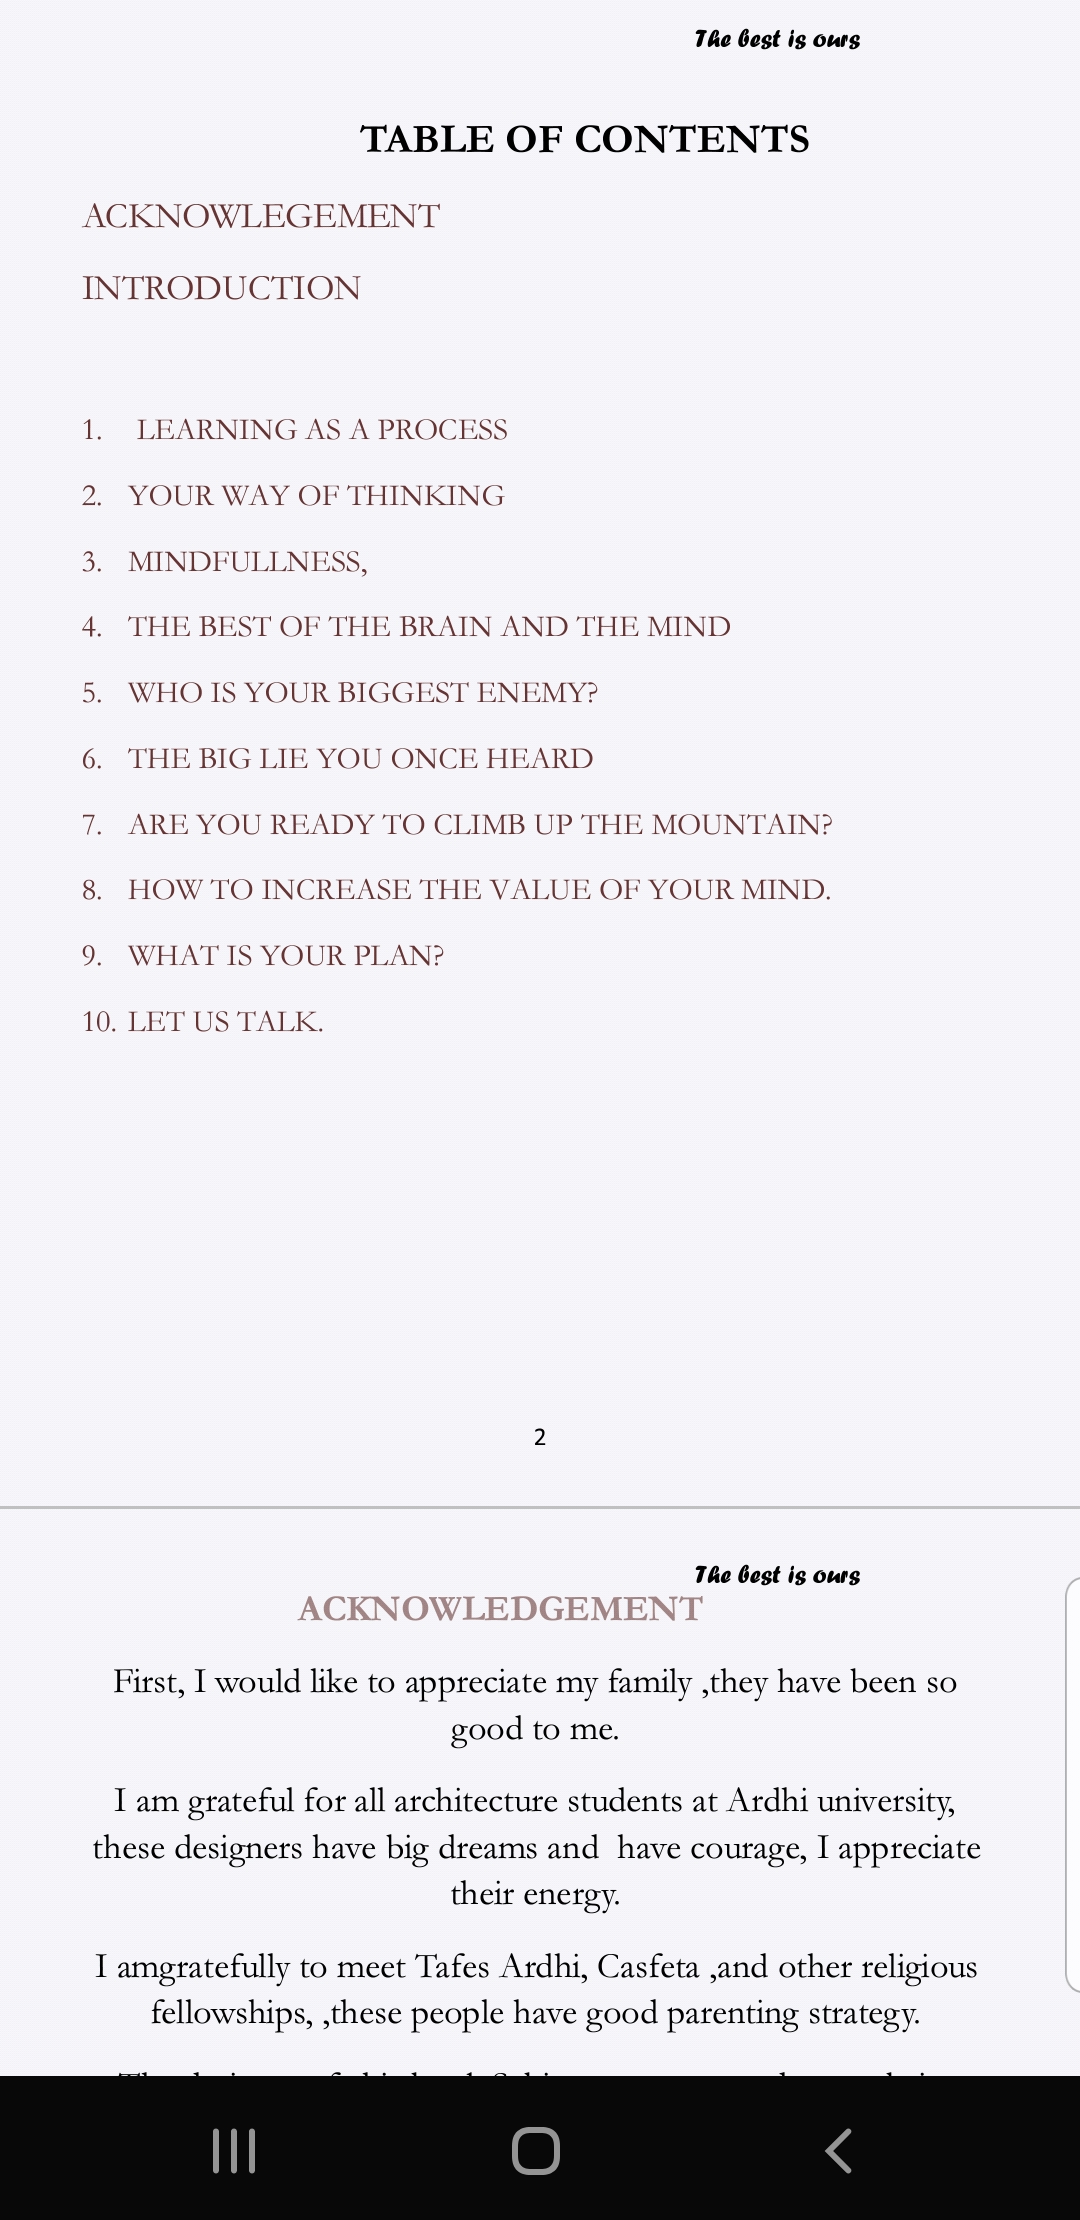 The best is ours
TABLE OF CONTENTS
ACKNOWLEGEMENT
INTRODUCTION
1. LEARNING AS A PROCESS
2. YOUR WAY OF THINKING
3. MINDFULLNESS,
4. THE BEST OF THE BRAIN AND THE MIND
5. WHO IS YOUR BIGGEST ENEMY?
6. THE BIG LIE YOU ONCE HEARD
7. ARE YOU READY TO CLIMB UP THE MOUNTAIN?
8. HOW TO INCREASE THE VALUE OF YOUR MIND.
9. WHAT IS YOUR PLAN?
10. LET US TALK.
2
The best is ours
ACKNOWLEDGEMENT
First, I would like to appreciate my family ,they have been so
good to me.
I am grateful for all architecture students at Ardhi university,
these designers have big dreams and  have courage, I appreciate
their energy.
I amgratefully to meet Tafes Ardhi, Casfeta ,and other religious
fellowships, ,these people have good parenting strategy.